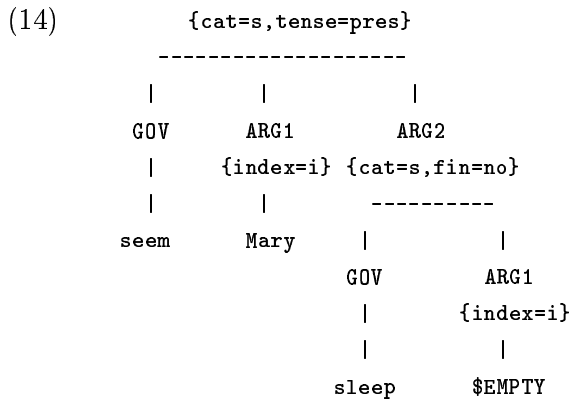 (14) {cat=s,tense=pres}
---------------------
| | |
GOV ARG1 ARG2
| {index=i} {cat=s,fin=no}
| | ----------
seem Mary | |
GOV ARG1
| {index=i}
| |
sleep $EMPTY